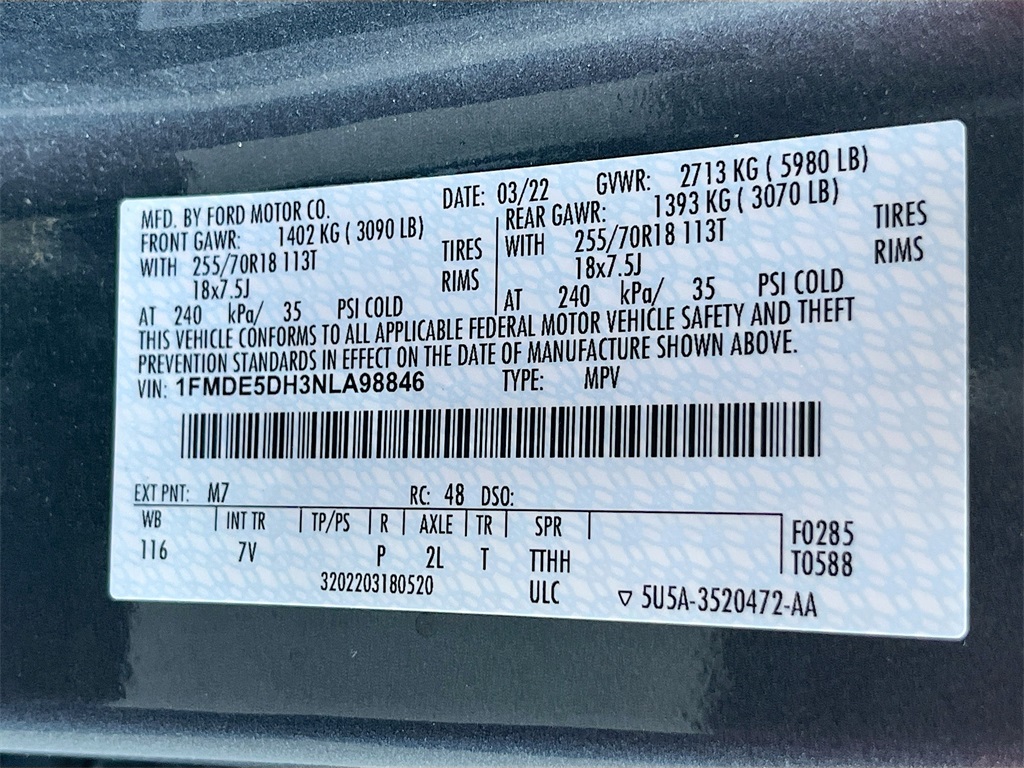 MFD. BY FORD MOTOR CO. DATE: 03/22 GVWR: 2713 KG ( 5980 LB)
FRONT GAWR: 1402 KG ( 3090 LB) REAR GAWR: 1393 KG ( 3070 LB)
WITH 255/70R18 113T TIRES WITH 255/70R18 113T TIRES
18x7.5J RIMS 18x7.5J RIMS
AT 240 kPa/ 35 PSI COLD AT 240 kPa/ 35 PSI COLD
THIS VEHICLE CONFORMS TO ALL APPLICABLE FEDERAL MOTOR VEHICLE SAFETY AND THEFT
PREVENTION STANDARDS IN EFFECT ON THE DATE OF MANUFACTURE SHOWN ABOVE.
VIN: 1FMDE5DH3NLA98846 TYPE: MPV
EXT PNT: M7 RC: 48 DSO:
WB INT TR TP/PS R AXLE TR SPR F0285
116 7V P 2L T TTHH T0588
3202203180520 ULC ▽ 5U5A-3520472-AA